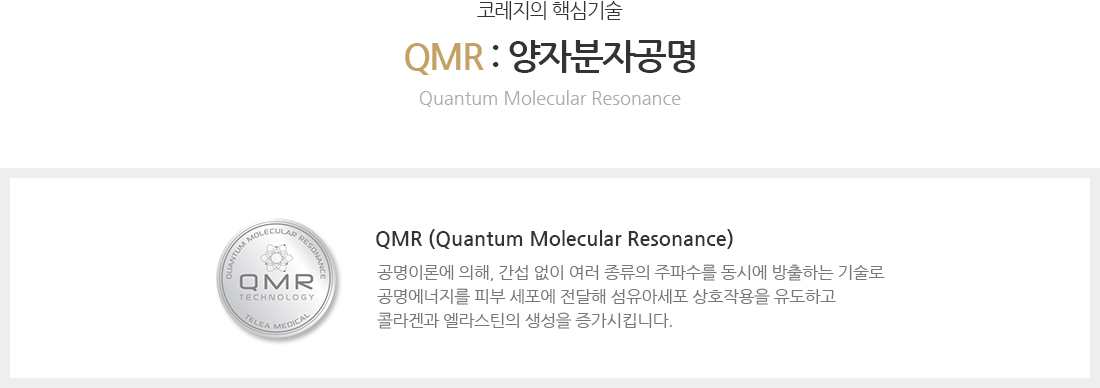 코레지의 핵심기술
QMR : 양자분자공명
Quantum Molecular Resonance
QUANTUM MOLECULAR RESONANCE
QMR
TECHNOLOGY
TELEA MEDICAL
QMR (Quantum Molecular Resonance)
공명이론에 의해, 간섭 없이 여러 종류의 주파수를 동시에 방출하는 기술로
공명에너지를 피부 세포에 전달해 섬유아세포 상호작용을 유도하고
콜라겐과 엘라스틴의 생성을 증가시킵니다.